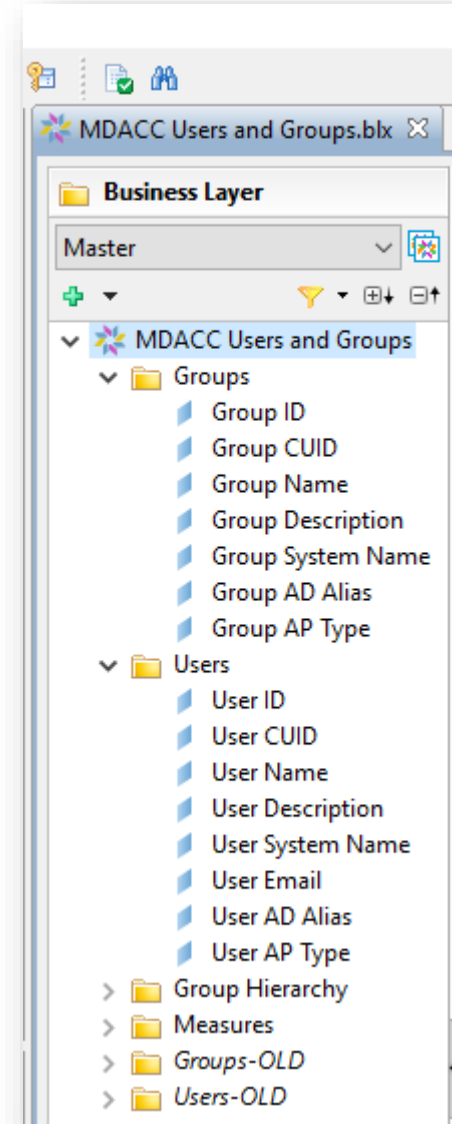 MDACC Users and Groups.blx
Business Layer
Master
MDACC Users and Groups
Groups
Group ID
Group CUID
Group Name
Group Description
Group System Name
Group AD Alias
Group AP Type
Users
User ID
User CUID
User Name
User Description
User System Name
User Email
User AD Alias
User AP Type
Group Hierarchy
Measures
Groups-OLD
Users-OLD